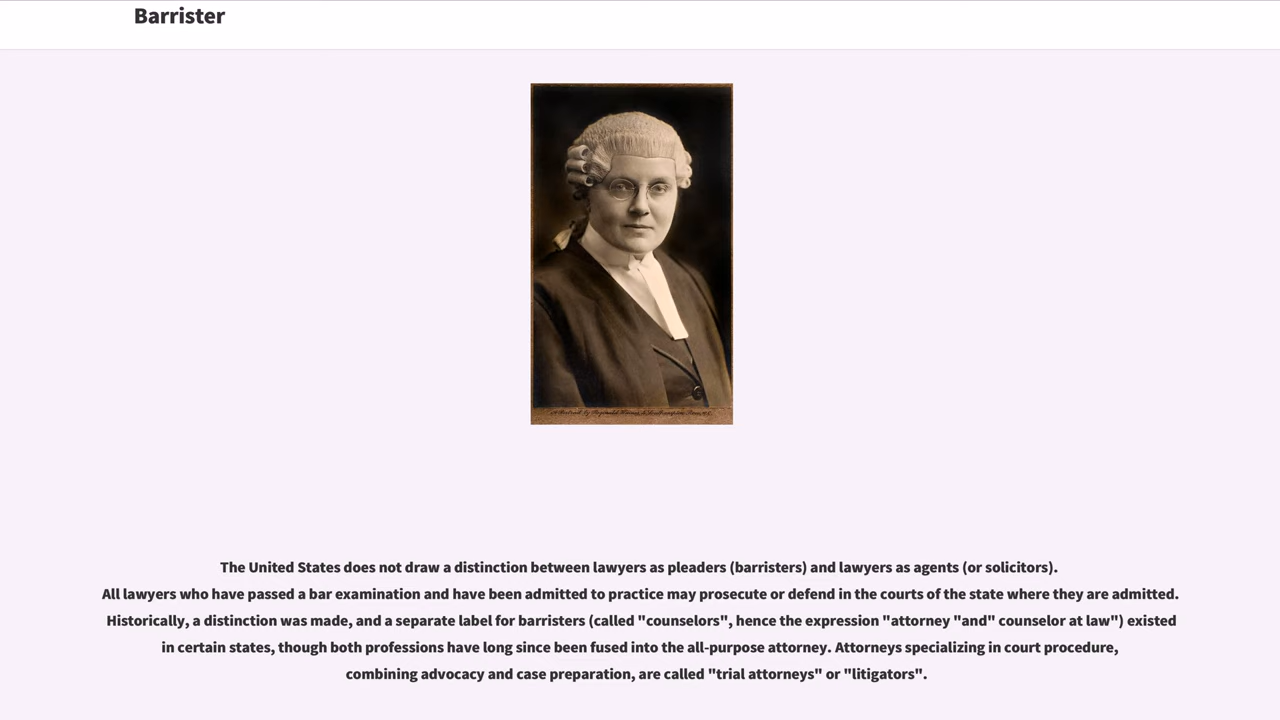 Barrister
The United States does not draw a distinction between lawyers as pleaders (barristers) and lawyers as agents (or solicitors).
All lawyers who have passed a bar examination and have been admitted to practice may prosecute or defend in the courts of the state where they are admitted.
Historically, a distinction was made, and a separate label for barristers (called "counselors", hence the expression "attorney "and" counselor at law") existed
in certain states, though both professions have long since been fused into the all-purpose attorney. Attorneys specializing in court procedure,
combining advocacy and case preparation, are called "trial attorneys" or "litigators".